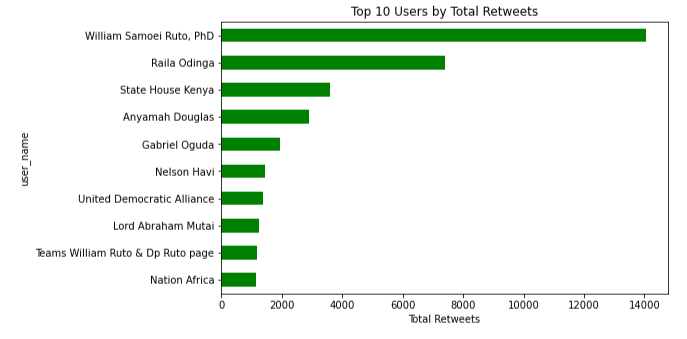 Top 10 Users by Total Retweets
user_name
William Samoei Ruto, PhD
Raila Odinga
State House Kenya
Anyamah Douglas
Gabriel Oguda
Nelson Havi
United Democratic Alliance
Lord Abraham Mutai
Teams William Ruto & Dp Ruto page
Nation Africa
0 2000 4000 6000 8000 10000 12000 14000
Total Retweets